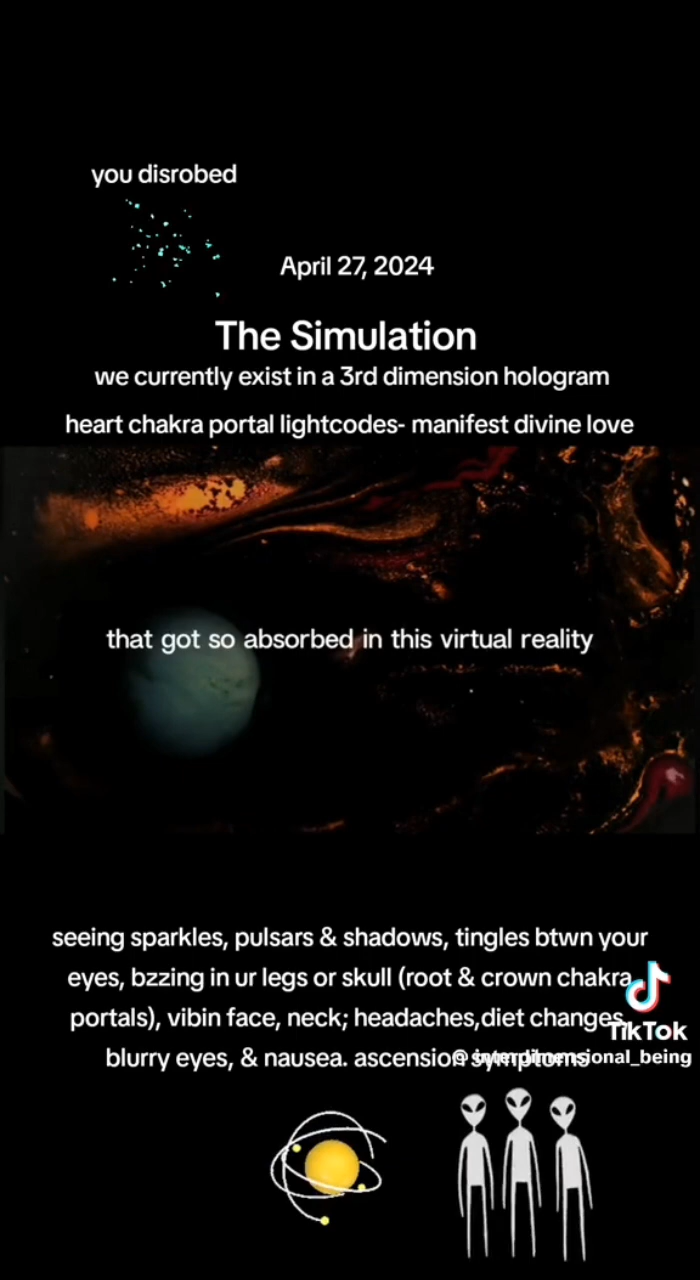 you disrobed
April 27, 2024
The Simulation
we currently exist in a 3rd dimension hologram
heart chakra portal lightcodes- manifest divine love
that got so absorbed in this virtual reality
seeing sparkles, pulsars & shadows, tingles btwn your
eyes, bzzing in ur legs or skull (root & crown chakra
portals), vibin face, neck; headaches,diet changes,
TikTok
blurry eyes, & nausea. ascension symptoms
@ interdimensional_being